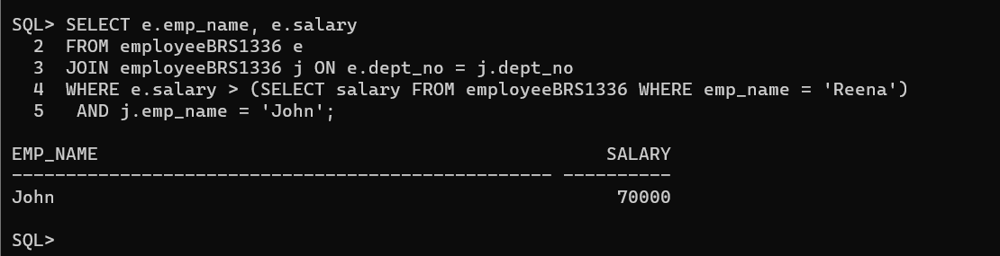 SQL> SELECT e.emp_name, e.salary
  2  FROM employeeBRS1336 e
  3  JOIN employeeBRS1336 j ON e.dept_no = j.dept_no
  4  WHERE e.salary > (SELECT salary FROM employeeBRS1336 WHERE emp_name = 'Reena')
  5   AND j.emp_name = 'John';

EMP_NAME                                               SALARY
-------------------------------------------------- ----------
John                                                    70000

SQL>